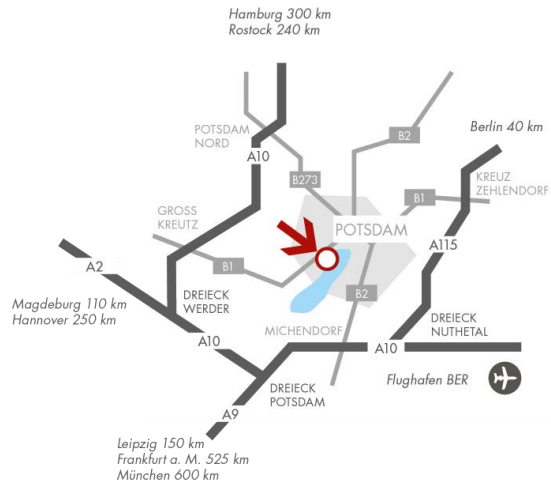 Hamburg 300 km
Rostock 240 km
POTSDAM
NORD
B2
Berlin 40 km
A10
B273
KREUZ
ZEHLENDORF
B1
GROSS
KREUTZ
POTSDAM
A115
A2
B1
DREIECK
WERDER
B2
Magdeburg 110 km
Hannover 250 km
MICHENDORF
DREIECK
NUTHETAL
A10
A10
Flughafen BER
DREIECK
POTSDAM
A9
Leipzig 150 km
Frankfurt a. M. 525 km
München 600 km